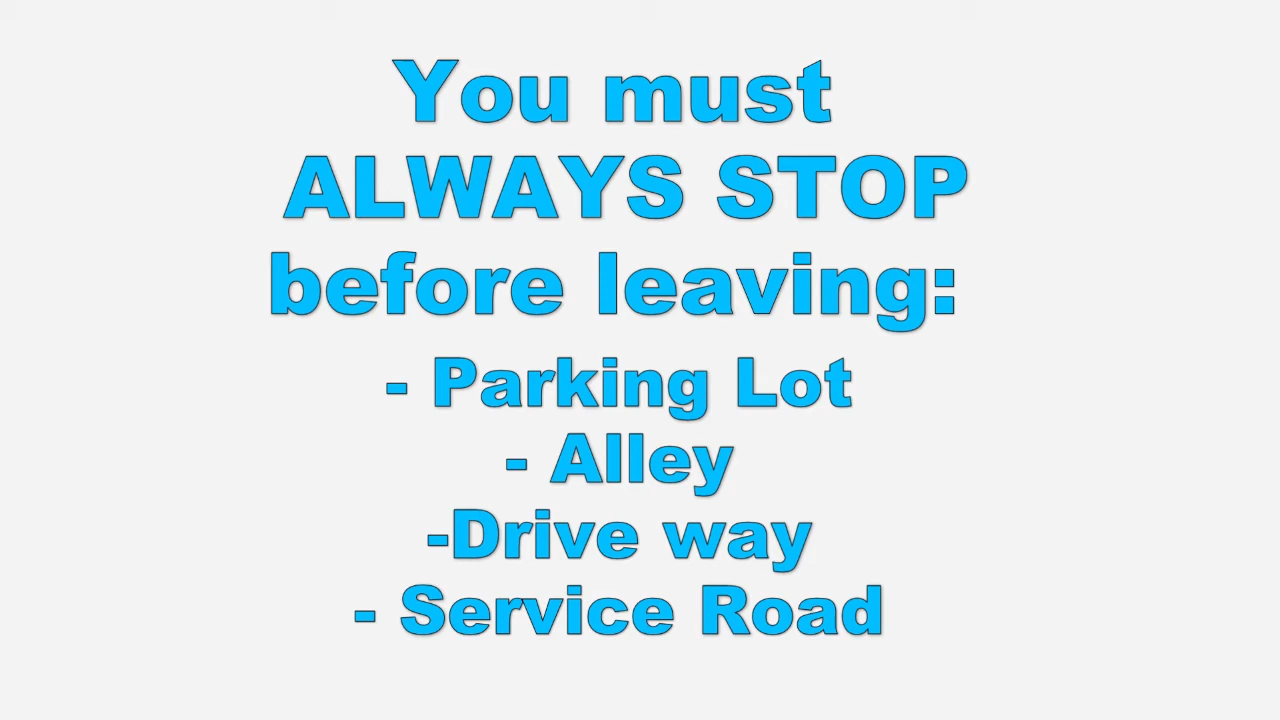 You must
ALWAYS STOP
before leaving:
- Parking Lot
- Alley
-Drive way
- Service Road